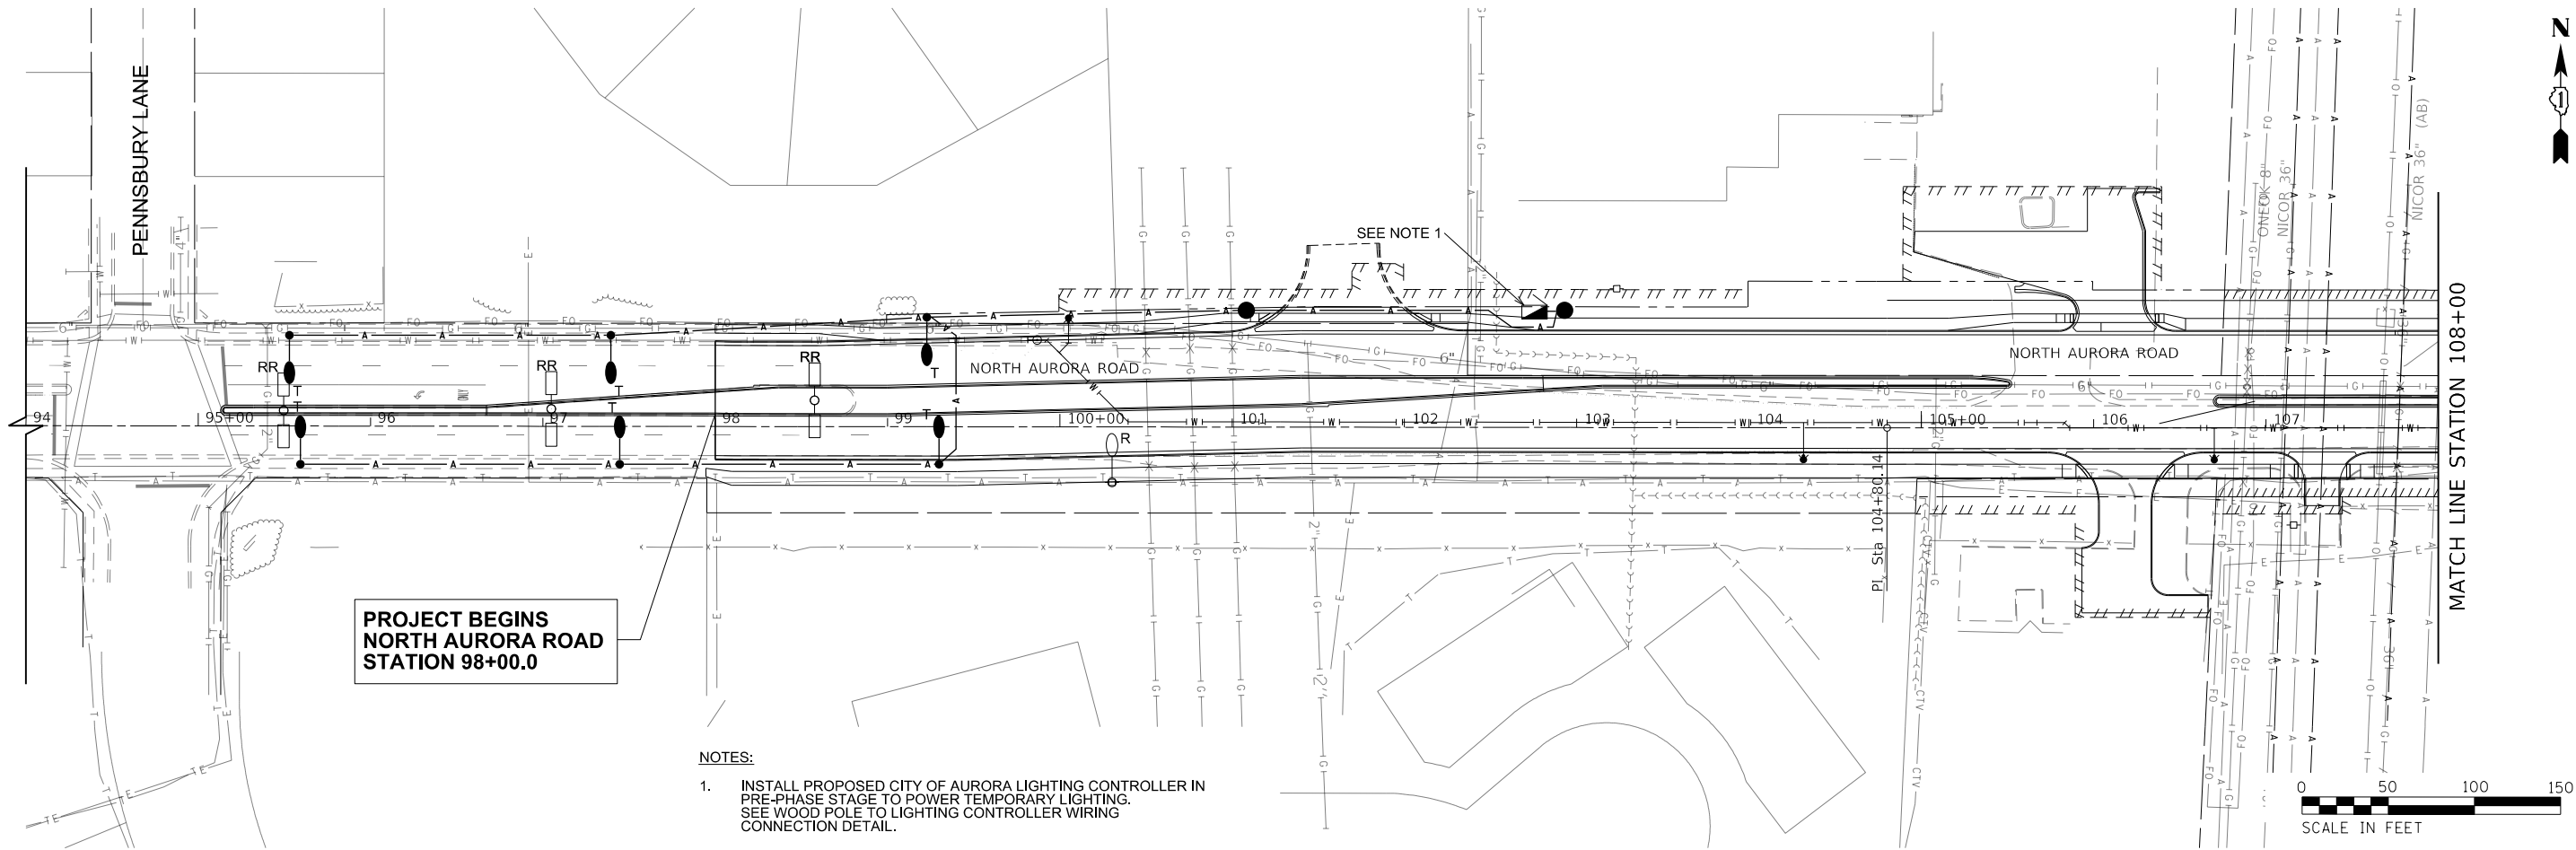 N
PENNSBURY LANE
SEE NOTE 1
ONEOK 8"
NICOR 36"
NICOR 36" (AB)
MATCH LINE STATION 108+00
RR
RR
RR
NORTH AURORA ROAD
NORTH AURORA ROAD
94
95+00
96
97
98
99
100+00
101
102
103
104
105+00
106
107
R
PI Sta 104+80.14
PROJECT BEGINS
NORTH AURORA ROAD
STATION 98+00.0
NOTES:
1. INSTALL PROPOSED CITY OF AURORA LIGHTING CONTROLLER IN
PRE-PHASE STAGE TO POWER TEMPORARY LIGHTING.
SEE WOOD POLE TO LIGHTING CONTROLLER WIRING
CONNECTION DETAIL.
0 50 100 150
SCALE IN FEET